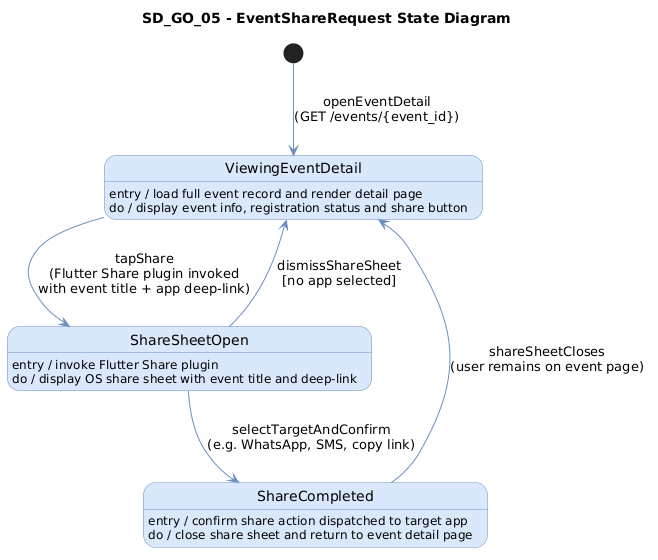 SD_GO_05 - EventShareRequest State Diagram
openEventDetail
(GET /events/{event_id})
ViewingEventDetail
entry / load full event record and render detail page
do / display event info, registration status and share button
tapShare
(Flutter Share plugin invoked
with event title + app deep-link)
dismissShareSheet
[no app selected]
ShareSheetOpen
entry / invoke Flutter Share plugin
do / display OS share sheet with event title and deep-link
shareSheetCloses
(user remains on event page)
selectTargetAndConfirm
(e.g. WhatsApp, SMS, copy link)
ShareCompleted
entry / confirm share action dispatched to target app
do / close share sheet and return to event detail page